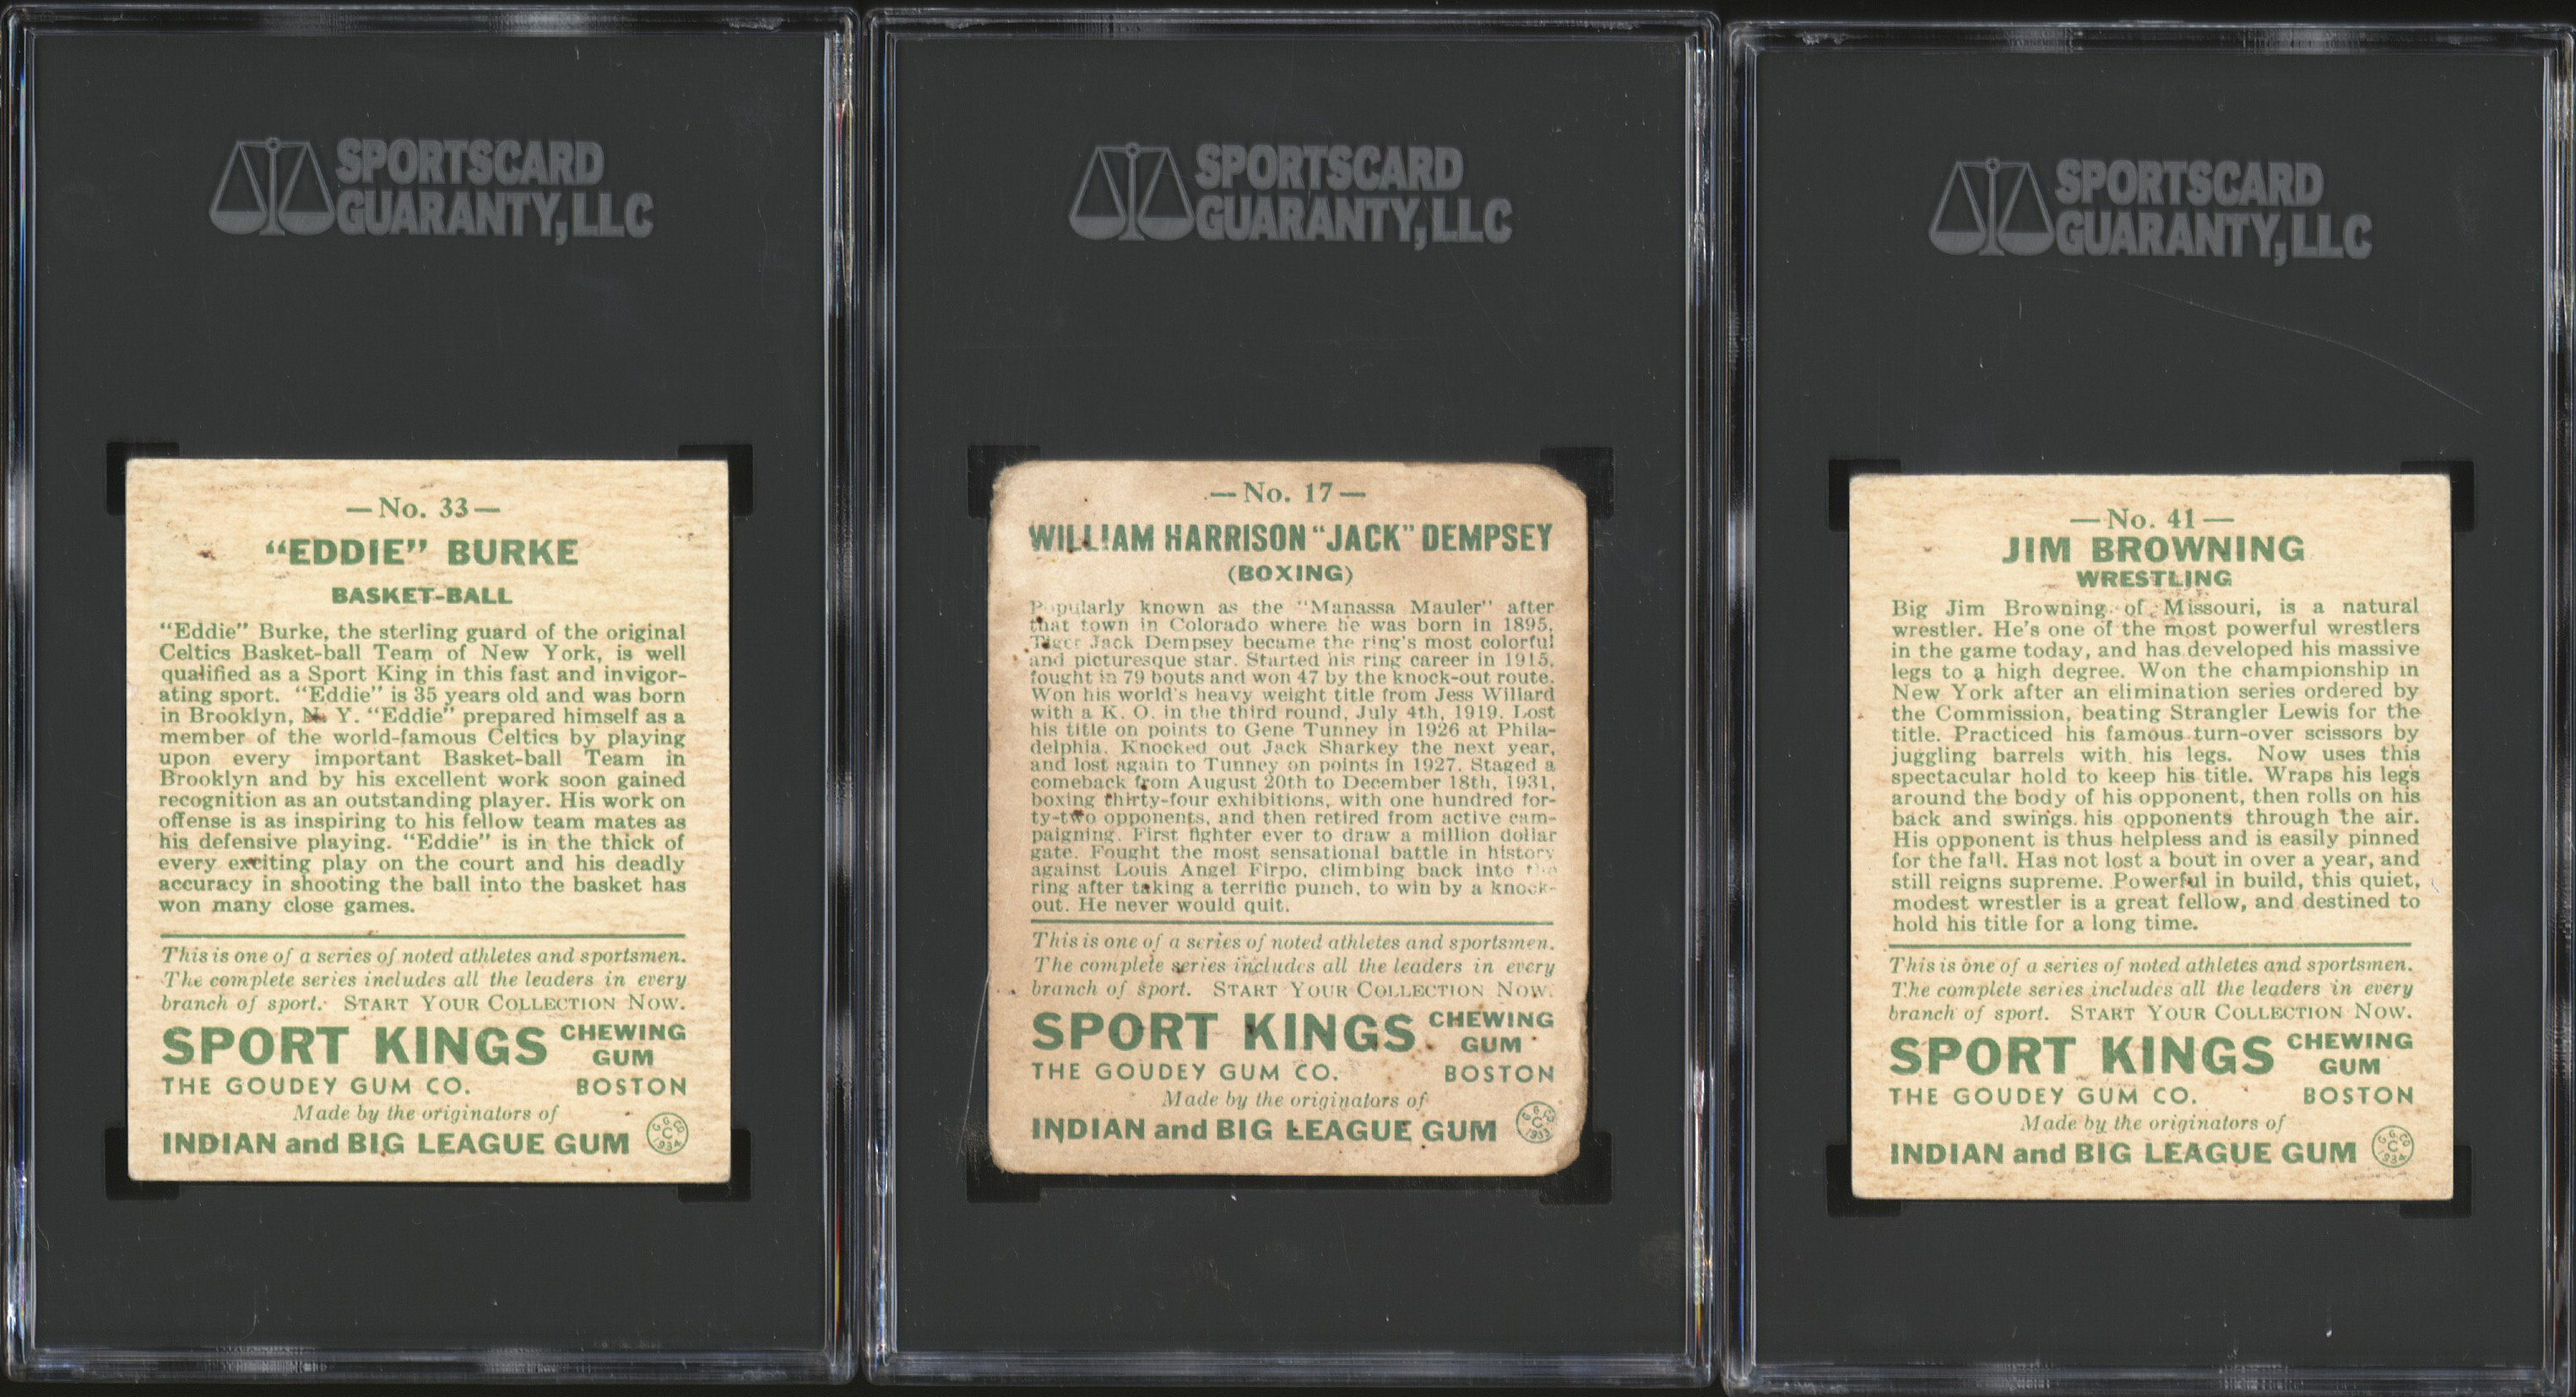 SPORTSCARD
GUARANTY, LLC
—No. 33—
"EDDIE" BURKE
BASKET-BALL
"Eddie" Burke, the sterling guard of the original
Celtics Basket-ball Team of New York, is well
qualified as a Sport King in this fast and invigor-
ating sport. "Eddie" is 35 years old and was born
in Brooklyn, N. Y. "Eddie" prepared himself as a
member of the world-famous Celtics by playing
upon every important Basket-ball Team in
Brooklyn and by his excellent work soon gained
recognition as an outstanding player. His work on
offense is as inspiring to his fellow team mates as
his defensive playing. "Eddie" is in the thick of
every exciting play on the court and his deadly
accuracy in shooting the ball into the basket has
won many close games.
This is one of a series of noted athletes and sportsmen.
The complete series includes all the leaders in every
branch of sport. START YOUR COLLECTION NOW.
SPORT KINGS CHEWING GUM
THE GOUDEY GUM CO. BOSTON
Made by the originators of
INDIAN and BIG LEAGUE GUM
G. G. CO. C 1934
SPORTSCARD
GUARANTY, LLC
—No. 17—
WILLIAM HARRISON "JACK" DEMPSEY
(BOXING)
Popularly known as the "Manassa Mauler" after
that town in Colorado where he was born in 1895,
Tiger Jack Dempsey became the ring's most colorful
and picturesque star. Started his ring career in 1915,
fought in 79 bouts and won 47 by the knock-out route.
Won his world's heavy weight title from Jess Willard
with a K. O. in the third round, July 4th, 1919. Lost
his title on points to Gene Tunney in 1926 at Phila-
delphia. Knocked out Jack Sharkey the next year,
and lost again to Tunney on points in 1927. Staged a
comeback from August 20th to December 18th, 1931,
boxing thirty-four exhibitions, with one hundred for-
ty-two opponents, and then retired from active cam-
paigning. First fighter ever to draw a million dollar
gate. Fought the most sensational battle in history
against Louis Angel Firpo, climbing back into the
ring after taking a terrific punch, to win by a knock-
out. He never would quit.
This is one of a series of noted athletes and sportsmen.
The complete series includes all the leaders in every
branch of sport. START YOUR COLLECTION NOW.
SPORT KINGS CHEWING GUM
THE GOUDEY GUM CO. BOSTON
Made by the originators of
INDIAN and BIG LEAGUE GUM
G. G. CO. C 1933
SPORTSCARD
GUARANTY, LLC
—No. 41—
JIM BROWNING
WRESTLING
Big Jim Browning of Missouri, is a natural
wrestler. He's one of the most powerful wrestlers
in the game today, and has developed his massive
legs to a high degree. Won the championship in
New York after an elimination series ordered by
the Commission, beating Strangler Lewis for the
title. Practiced his famous turn-over scissors by
juggling barrels with his legs. Now uses this
spectacular hold to keep his title. Wraps his legs
around the body of his opponent, then rolls on his
back and swings his opponents through the air.
His opponent is thus helpless and is easily pinned
for the fall. Has not lost a bout in over a year, and
still reigns supreme. Powerful in build, this quiet,
modest wrestler is a great fellow, and destined to
hold his title for a long time.
This is one of a series of noted athletes and sportsmen.
The complete series includes all the leaders in every
branch of sport. START YOUR COLLECTION NOW.
SPORT KINGS CHEWING GUM
THE GOUDEY GUM CO. BOSTON
Made by the originators of
INDIAN and BIG LEAGUE GUM
G. G. CO. C 1934